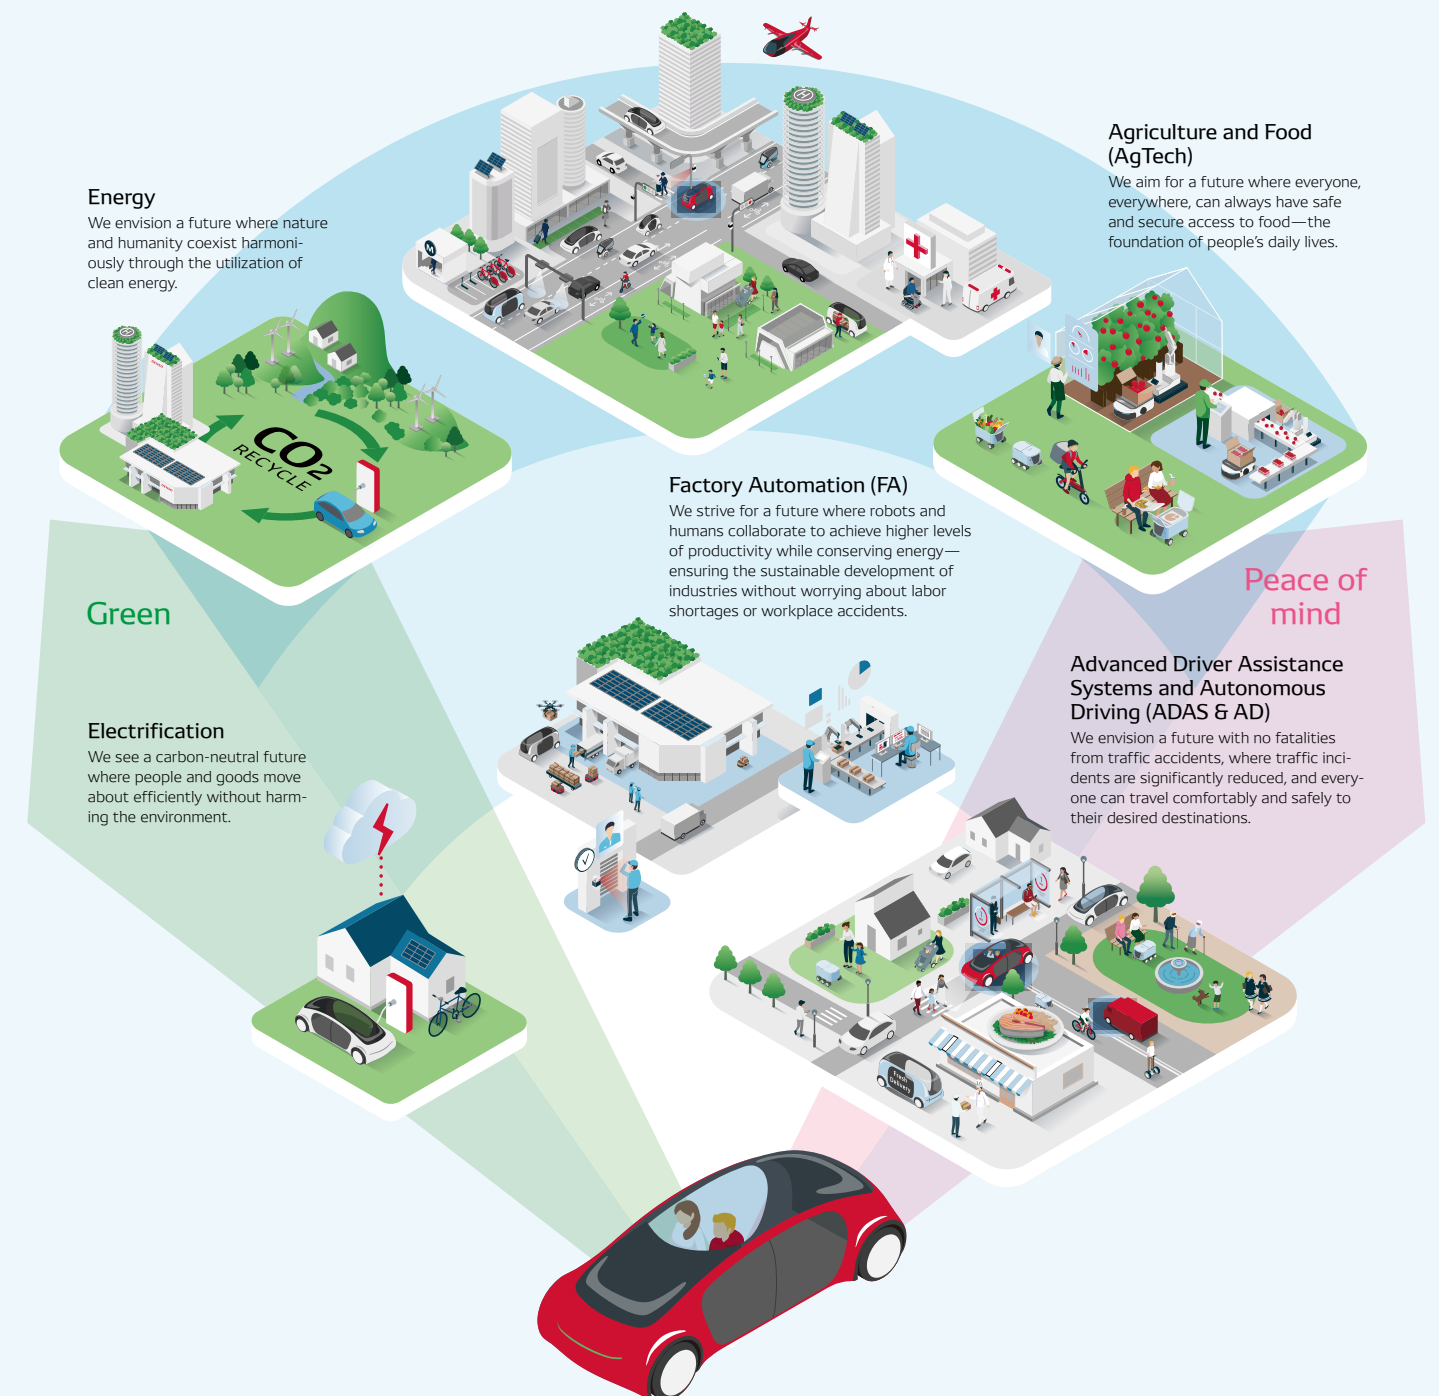 Agriculture and Food
(AgTech)
We aim for a future where everyone,
everywhere, can always have safe
and secure access to food—the
foundation of people's daily lives.
Energy
We envision a future where nature
and humanity coexist harmoni-
ously through the utilization of
clean energy.
H
M
H
CO2
RECYCLE
Factory Automation (FA)
We strive for a future where robots and
humans collaborate to achieve higher levels
of productivity while conserving energy—
ensuring the sustainable development of
industries without worrying about labor
shortages or workplace accidents.
Green
Peace of
mind
Advanced Driver Assistance
Systems and Autonomous
Driving (ADAS & AD)
We envision a future with no fatalities
from traffic accidents, where traffic inci-
dents are significantly reduced, and every-
one can travel comfortably and safely to
their desired destinations.
Electrification
We see a carbon-neutral future
where people and goods move
about efficiently without harm-
ing the environment.
Fresh
Delivery